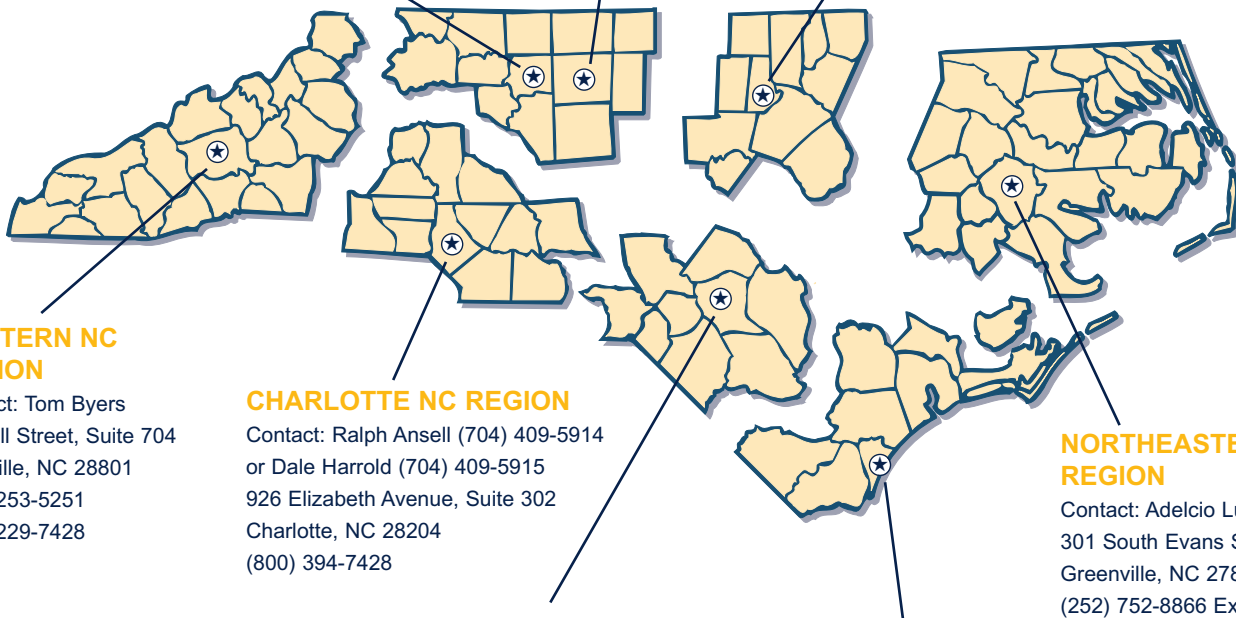 TERN NC
ION
ct: Tom Byers
ll Street, Suite 704
ville, NC 28801
253-5251
229-7428
CHARLOTTE NC REGION
Contact: Ralph Ansell (704) 409-5914
or Dale Harrold (704) 409-5915
926 Elizabeth Avenue, Suite 302
Charlotte, NC 28204
(800) 394-7428
NORTHEASTE
REGION
Contact: Adelcio Lu
301 South Evans S
Greenville, NC 278
(252) 752-8866 Ex